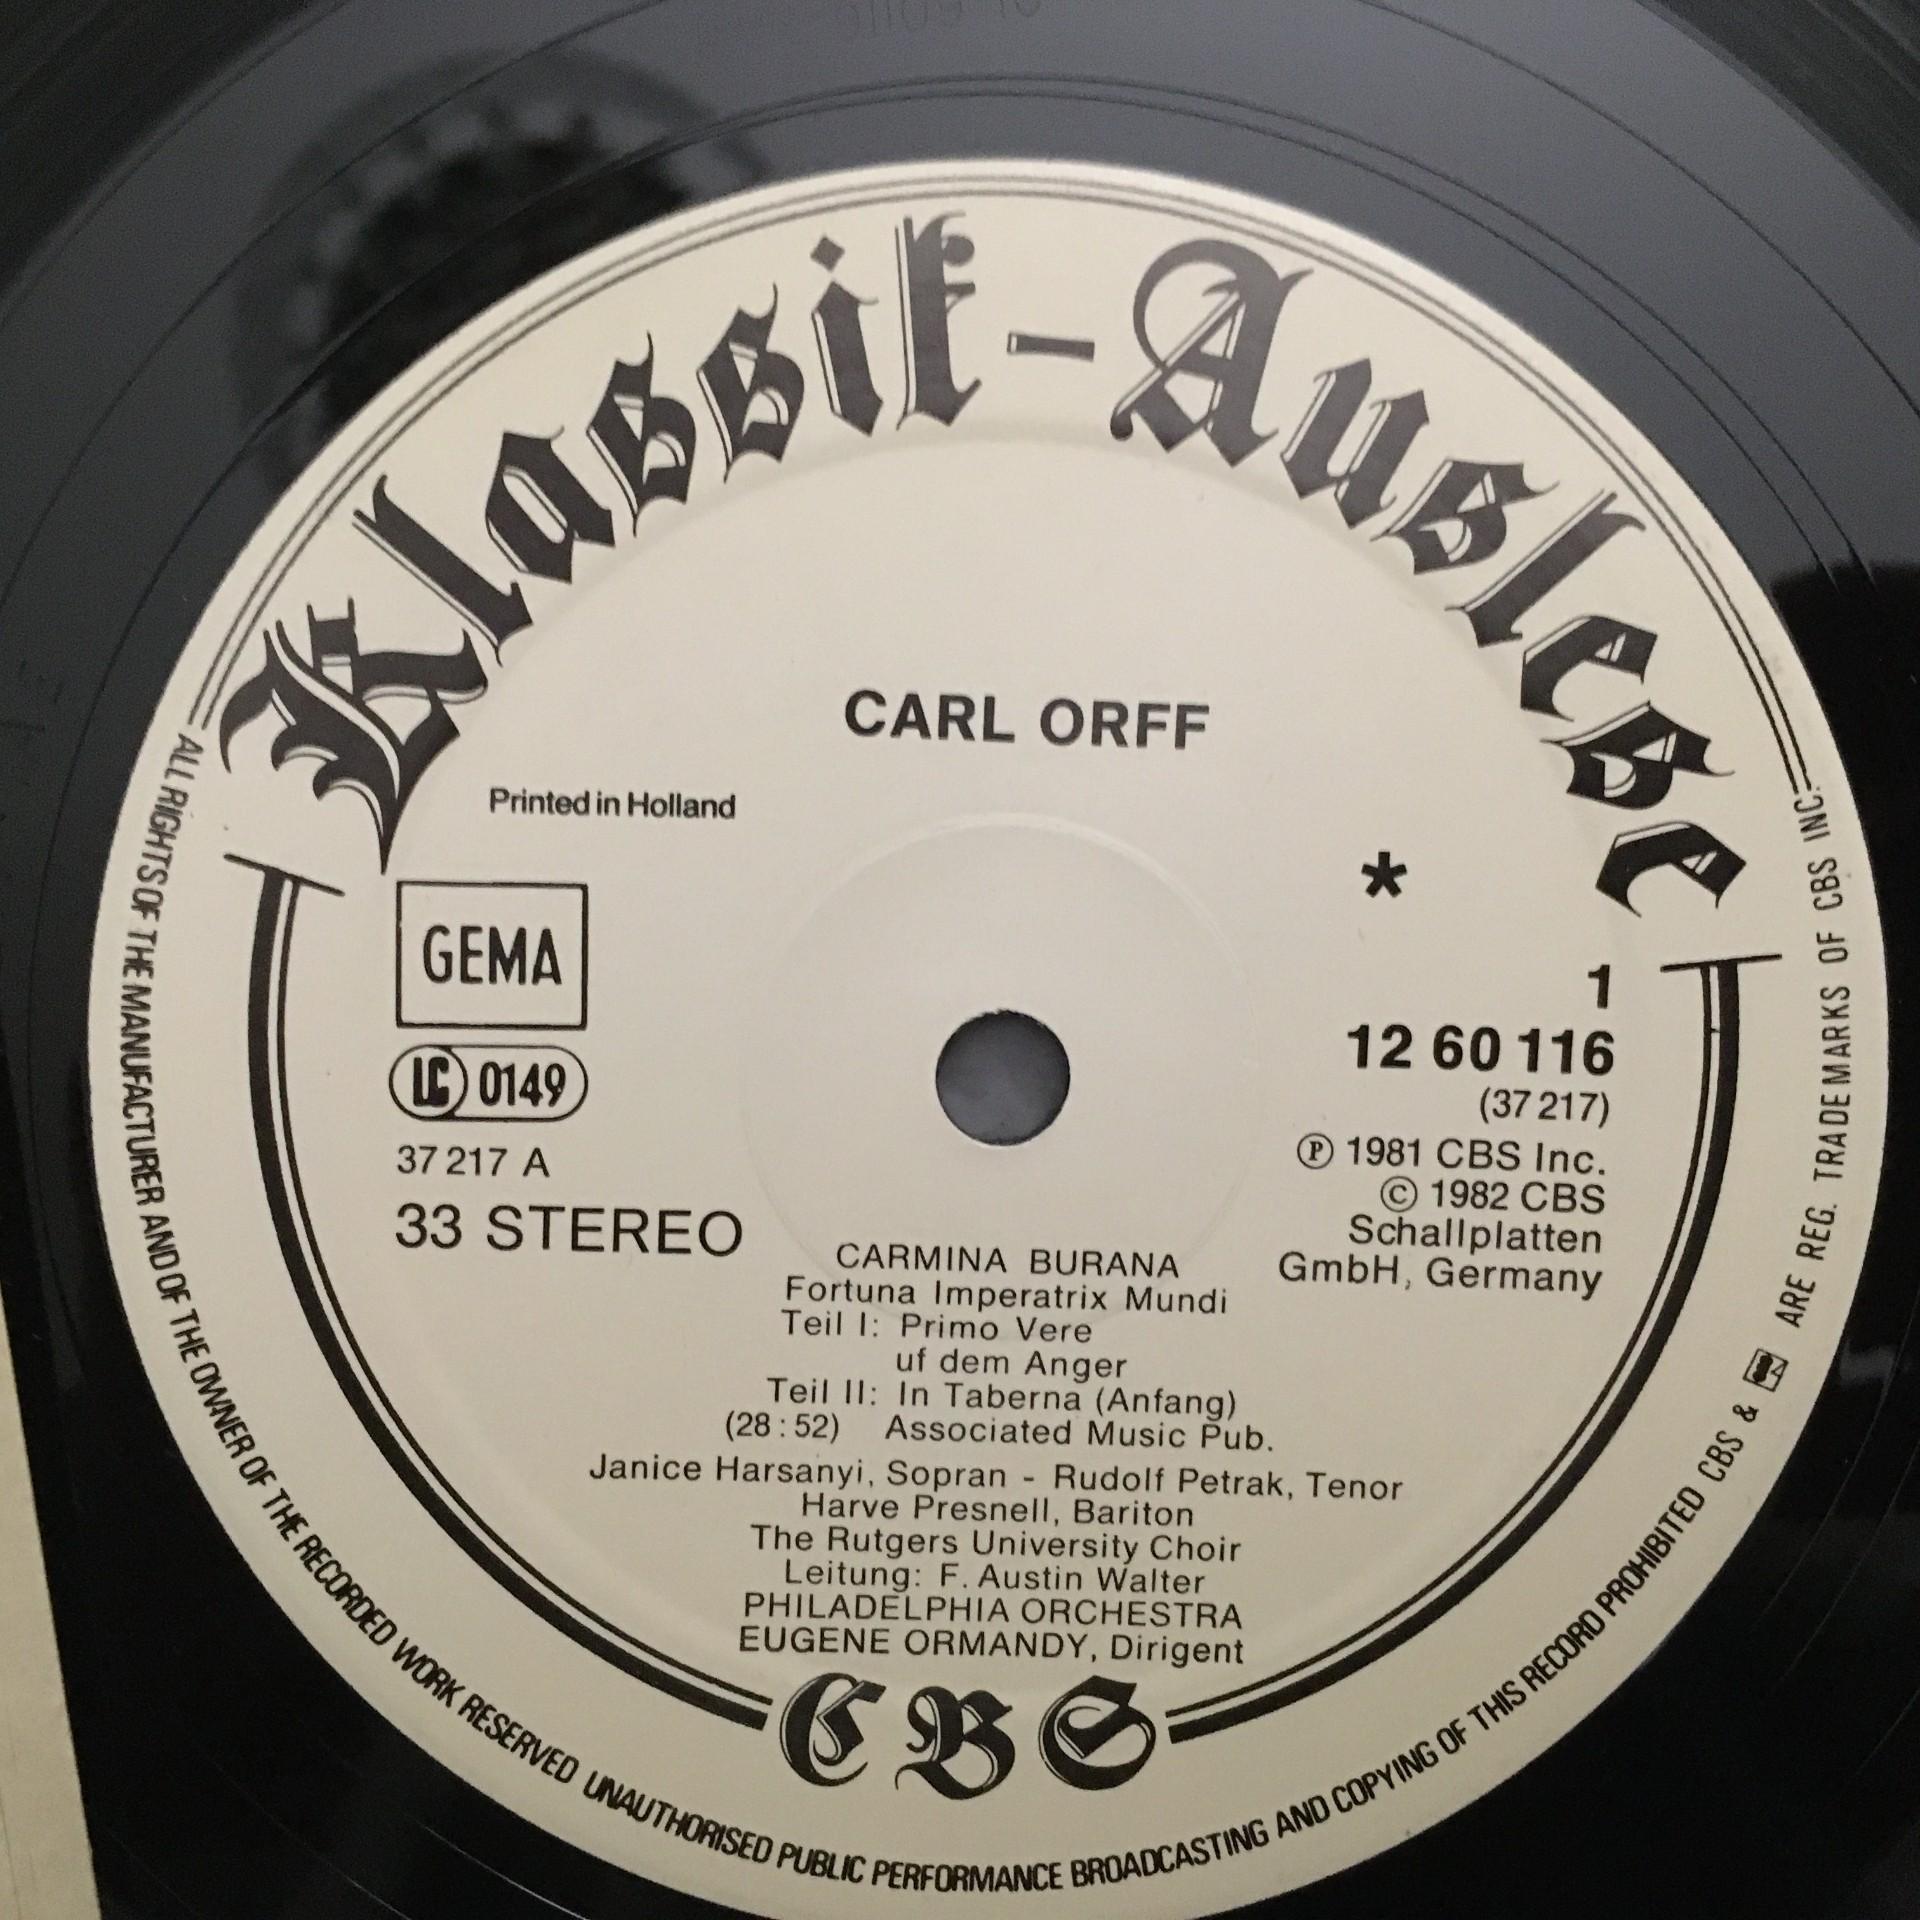 Klassik-Auslese
CARL ORFF
Printed in Holland
*
GEMA
1
12 60 116
LC 0149
(37 217)
37 217 A
Ⓟ 1981 CBS Inc.
33 STEREO
© 1982 CBS
Schallplatten
GmbH, Germany
CARMINA BURANA
Fortuna Imperatrix Mundi
Teil I: Primo Vere
uf dem Anger
Teil II: In Taberna (Anfang)
(28:52) Associated Music Pub.
Janice Harsanyi, Sopran - Rudolf Petrak, Tenor
Harve Presnell, Bariton
The Rutgers University Choir
Leitung: F. Austin Walter
PHILADELPHIA ORCHESTRA
EUGENE ORMANDY, Dirigent
CBS
ALL RIGHTS OF THE MANUFACTURER AND OF THE OWNER OF THE RECORDED WORK RESERVED UNAUTHORISED PUBLIC PERFORMANCE BROADCASTING AND COPYING OF THIS RECORD PROHIBITED CBS & ARE REG. TRADEMARKS OF CBS INC.